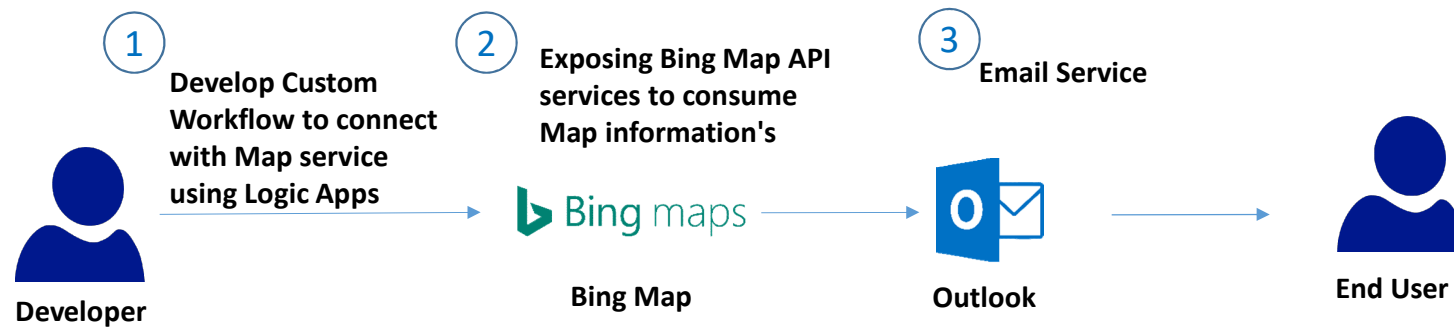 1
Develop Custom
Workflow to connect
with Map service
using Logic Apps
2
Exposing Bing Map API
services to consume
Map information's
3
Email Service
Developer
Bing maps
Bing Map
O
Outlook
End User